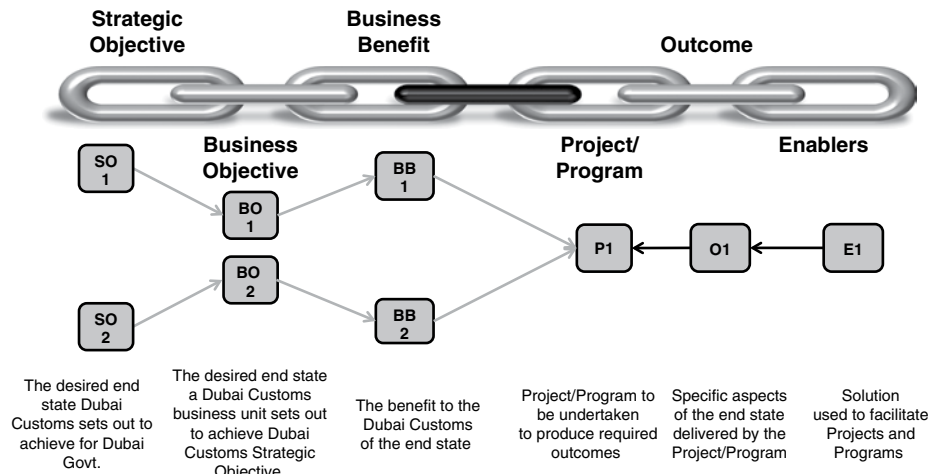 Strategic
Objective
Business
Benefit
Outcome
Business
Objective
Project/
Program
Enablers
SO
1
BO
1
BB
1
P1
O1
E1
SO
2
BO
2
BB
2
The desired end
state Dubai
Customs sets out to
achieve for Dubai
Govt.
The desired end state
a Dubai Customs
business unit sets out
to achieve Dubai
Customs Strategic
Objective
The benefit to the
Dubai Customs
of the end state
Project/Program to
be undertaken
to produce required
outcomes
Specific aspects
of the end state
delivered by the
Project/Program
Solution
used to facilitate
Projects and
Programs